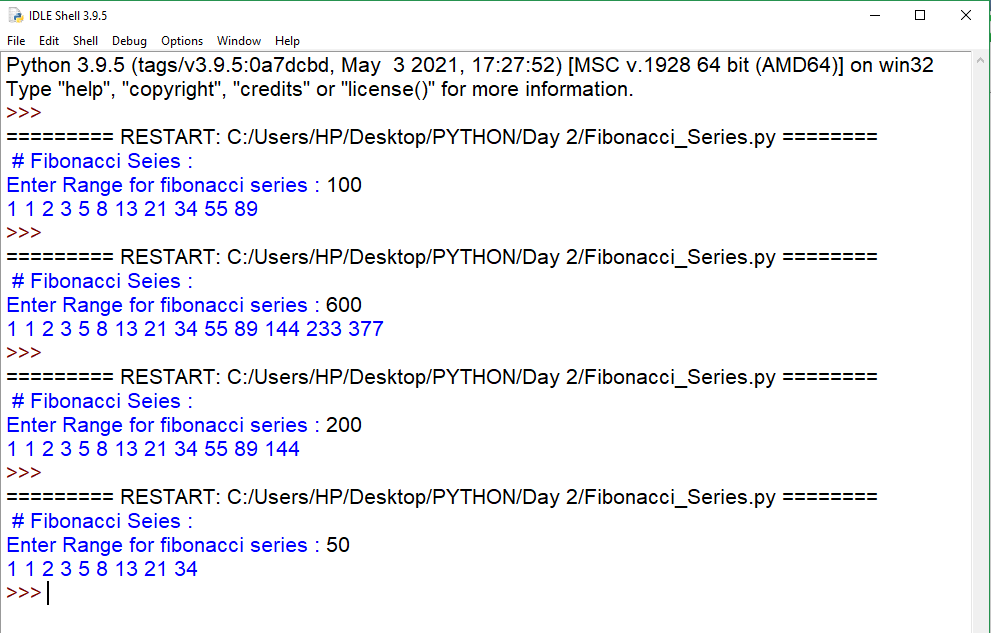 IDLE Shell 3.9.5
File Edit Shell Debug Options Window Help
Python 3.9.5 (tags/v3.9.5:0a7dcbd, May  3 2021, 17:27:52) [MSC v.1928 64 bit (AMD64)] on win32
Type "help", "copyright", "credits" or "license()" for more information.
>>>
========= RESTART: C:/Users/HP/Desktop/PYTHON/Day 2/Fibonacci_Series.py ========
# Fibonacci Seies :
Enter Range for fibonacci series : 100
1 1 2 3 5 8 13 21 34 55 89
>>>
========= RESTART: C:/Users/HP/Desktop/PYTHON/Day 2/Fibonacci_Series.py ========
# Fibonacci Seies :
Enter Range for fibonacci series : 600
1 1 2 3 5 8 13 21 34 55 89 144 233 377
>>>
========= RESTART: C:/Users/HP/Desktop/PYTHON/Day 2/Fibonacci_Series.py ========
# Fibonacci Seies :
Enter Range for fibonacci series : 200
1 1 2 3 5 8 13 21 34 55 89 144
>>>
========= RESTART: C:/Users/HP/Desktop/PYTHON/Day 2/Fibonacci_Series.py ========
# Fibonacci Seies :
Enter Range for fibonacci series : 50
1 1 2 3 5 8 13 21 34
>>>